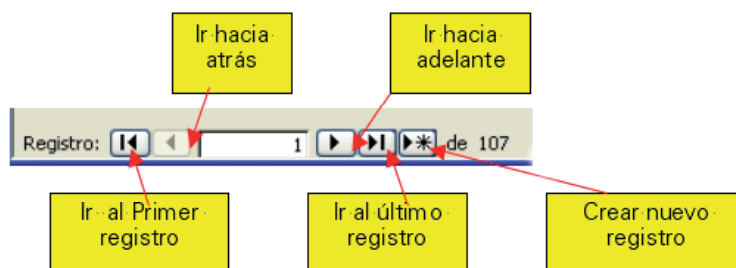 Ir hacia
atrás
Ir hacia
adelante
Registro: 1 de 107
Ir al Primer
registro
Ir al último
registro
Crear nuevo
registro